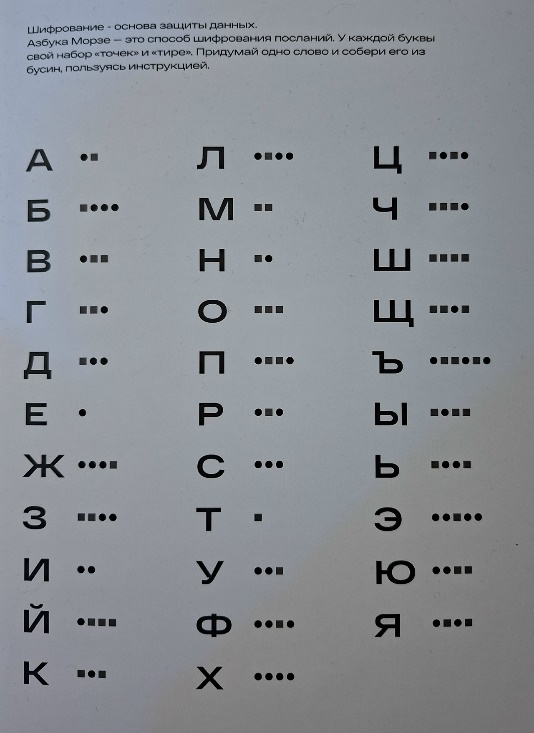 Шифрование - основа защиты данных.
Азбука Морзе — это способ шифрования посланий. У каждой буквы
свой набор «точек» и «тире». Придумай одно слово и собери его из
бусин, пользуясь инструкцией.
А ●■
Б ■●●●
В ●■■
Г ■■●
Д ■●●
Е ●
Ж ●●●■
З ■■●●
И ●●
Й ●■■■
К ■●■
Л ●■●●
М ■■
Н ■●
О ■■■
П ●■■●
Р ●■●
С ●●●
Т ■
У ●●■
Ф ●●■●
Х ●●●●
Ц ■●■●
Ч ■■■●
Ш ■■■■
Щ ■■●■
Ъ ●■■●■●
Ы ■●■■
Ь ■●●■
Э ●●■●●
Ю ●●■■
Я ●■●■